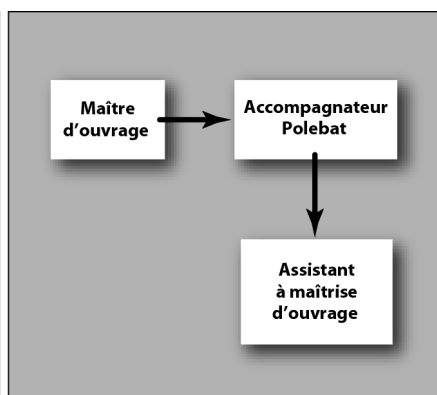 Maître
d’ouvrage
Accompagnateur
Polebat
Assistant
à maîtrise
d’ouvrage